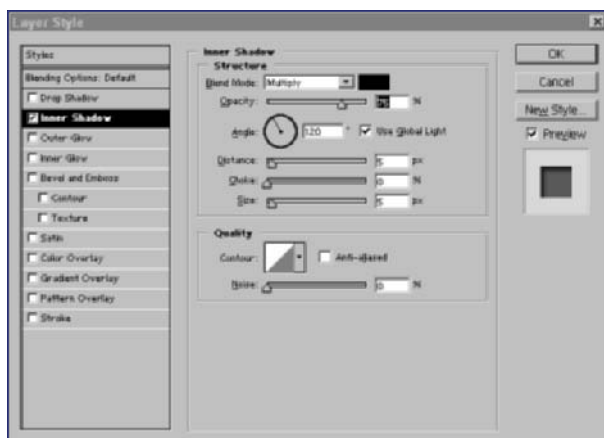 Layer Style
Styles
Blending Options: Default
Drop Shadow
Inner Shadow
Outer Glow
Inner Glow
Bevel and Emboss
Contour
Texture
Satin
Color Overlay
Gradient Overlay
Pattern Overlay
Stroke
Inner Shadow
Structure
Blend Mode: Multiply
Opacity: 75 %
Angle: 120 ° Use Global Light
Distance: 5 px
Choke: 0 %
Size: 5 px
Quality
Contour: Anti-aliased
Noise: 0 %
OK
Cancel
New Style...
Preview